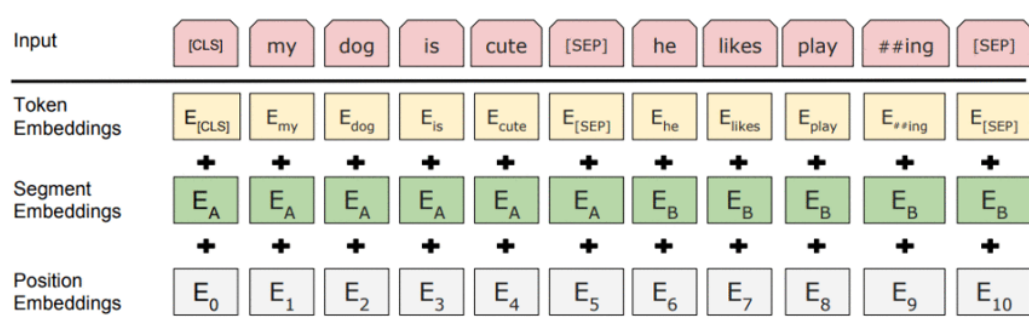 Input [CLS] my dog is cute [SEP] he likes play ##ing [SEP]
Token Embeddings E[CLS] Emy Edog Eis Ecute E[SEP] Ehe Elikes Eplay E##ing E[SEP]
+ + + + + + + + + + +
Segment Embeddings EA EA EA EA EA EA EB EB EB EB EB
+ + + + + + + + + + +
Position Embeddings E0 E1 E2 E3 E4 E5 E6 E7 E8 E9 E10